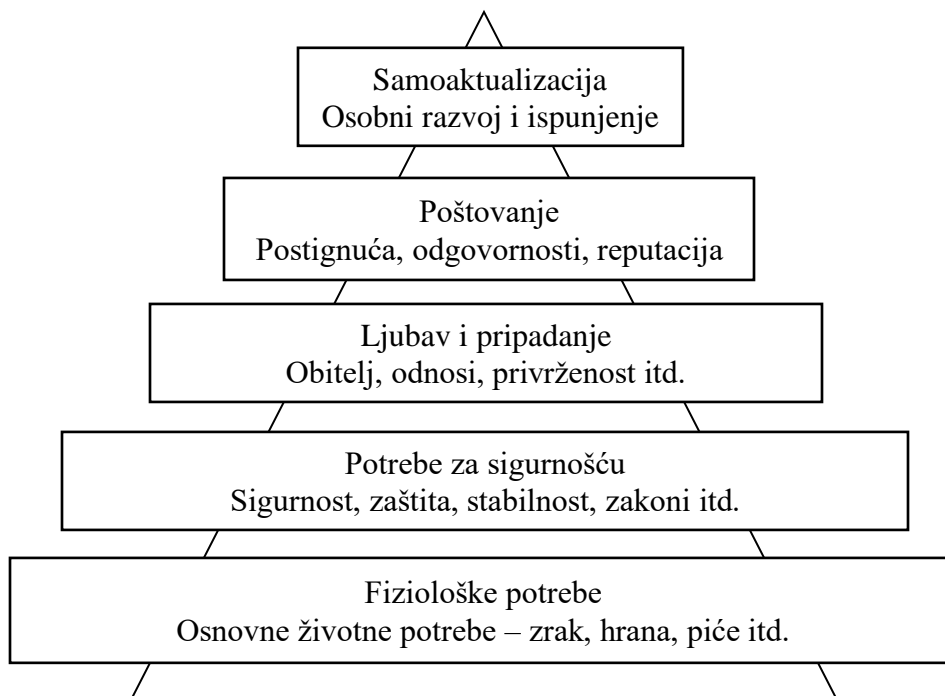 Samoaktualizacija
Osobni razvoj i ispunjenje
Poštovanje
Postignuća, odgovornosti, reputacija
Ljubav i pripadanje
Obitelj, odnosi, privrženost itd.
Potrebe za sigurnošću
Sigurnost, zaštita, stabilnost, zakoni itd.
Fiziološke potrebe
Osnovne životne potrebe – zrak, hrana, piće itd.